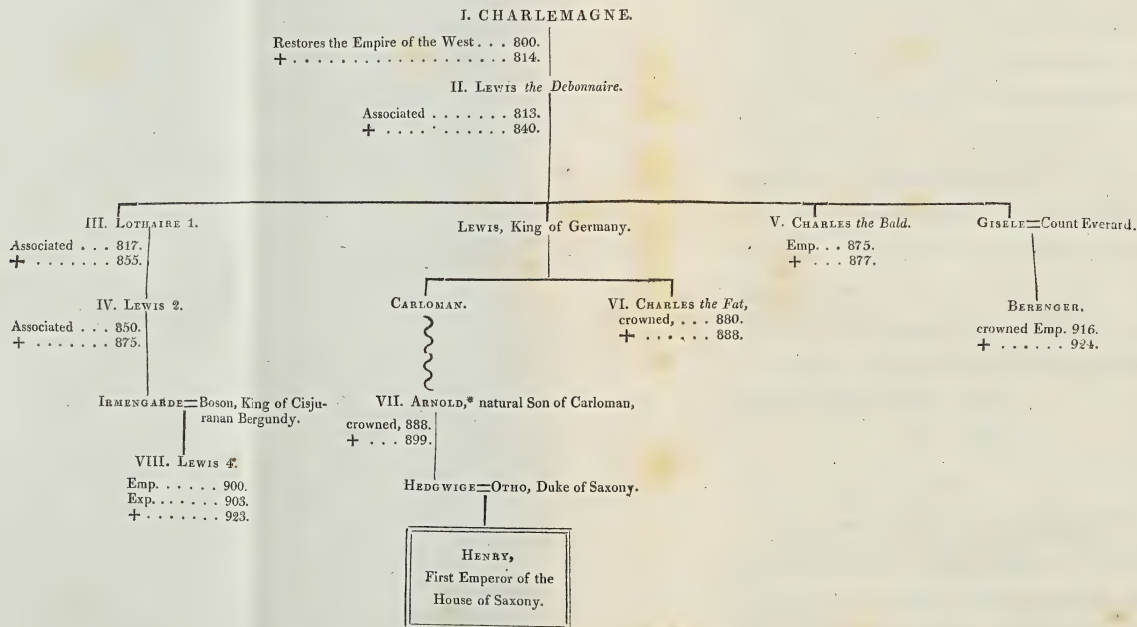 I. CHARLEMAGNE.
Restores the Empire of the West . . . 800.
+ . . . . . . . . . . . . . . . . . . 814.
II. LEWIS the Debonnaire.
Associated . . . . . . . 813.
+ . . . . . . . . . . 840.
III. LOTHAIRE 1.
Associated . . . 817.
+ . . . . . . . 855.
LEWIS, King of Germany.
V. CHARLES the Bald.
Emp. . . 875.
+ . . . 877.
GISELE=Count Everard.
IV. LEWIS 2.
Associated . . . 850.
+ . . . . . . . 875.
CARLOMAN.
VI. CHARLES the Fat,
crowned, . . . 880.
+ . . . . . . 888.
BERENGER,
crowned Emp. 916.
+ . . . . . . 924.
IRMENGARDE=Boson, King of Cisju-
ranan Bergundy.
VII. ARNOLD,* natural Son of Carloman,
crowned, 888.
+ . . . 899.
VIII. LEWIS 4.
Emp. . . . . . 900.
Exp. . . . . . . 903.
+ . . . . . . . 923.
HEDGWIGE=OTHO, Duke of Saxony.
HENRY,
First Emperor of the
House of Saxony.